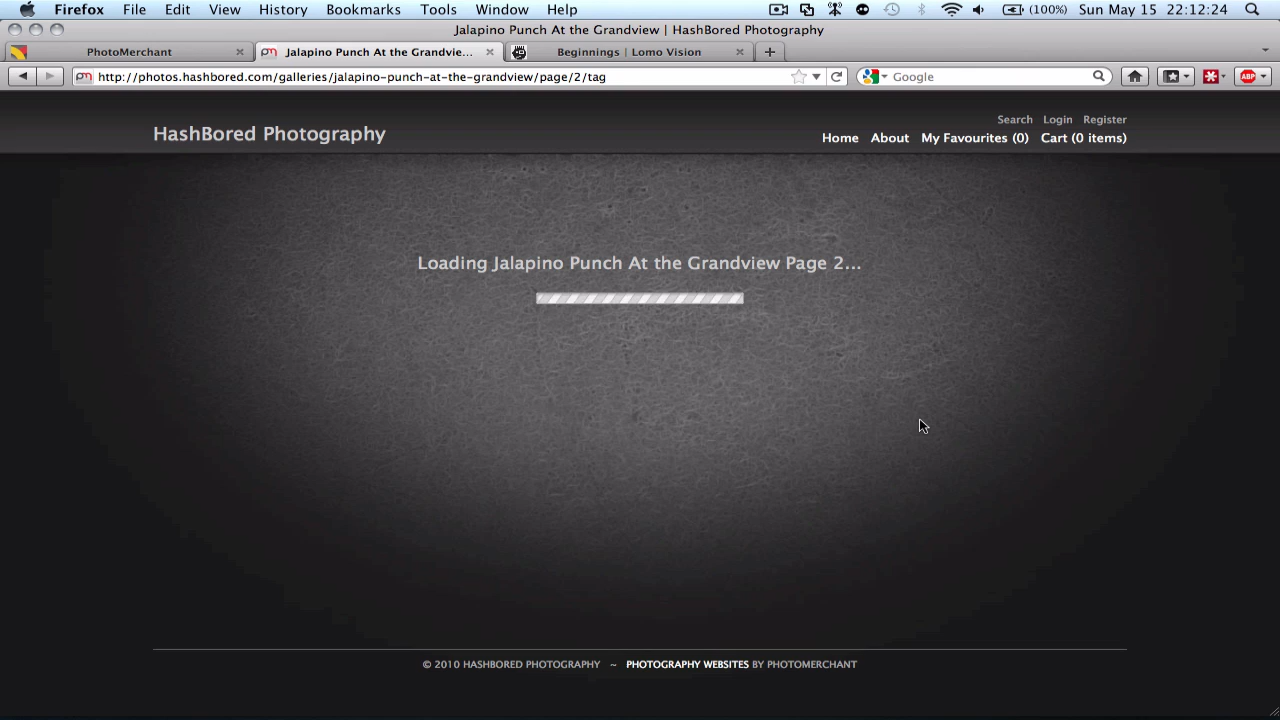 Firefox File Edit View History Bookmarks Tools Window Help (100%) Sun May 15 22:12:24
Jalapino Punch At the Grandview | HashBored Photography
PhotoMerchant Jalapino Punch At the Grandvie... Beginnings | Lomo Vision
http://photos.hashbored.com/galleries/jalapino-punch-at-the-grandview/page/2/tag Google ABP
Search Login Register
HashBored Photography
Home About My Favourites (0) Cart (0 items)
Loading Jalapino Punch At the Grandview Page 2...
© 2010 HASHBORED PHOTOGRAPHY ~ PHOTOGRAPHY WEBSITES BY PHOTOMERCHANT